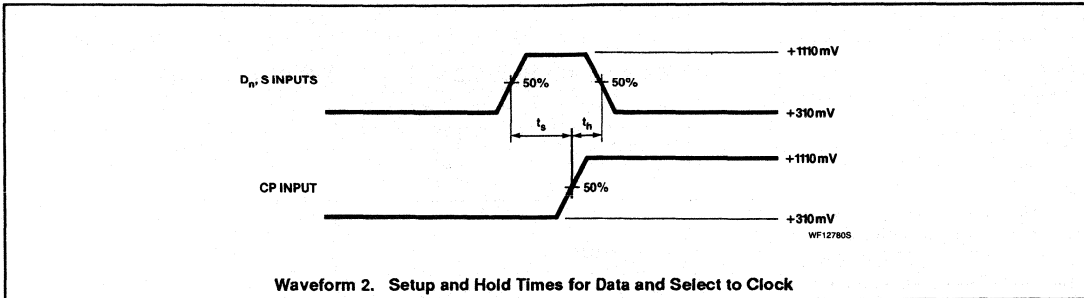 +1110mV
Dn, S INPUTS
50%
50%
+310mV
ts
th
+1110mV
CP INPUT
50%
+310mV
WF12780S
Waveform 2. Setup and Hold Times for Data and Select to Clock